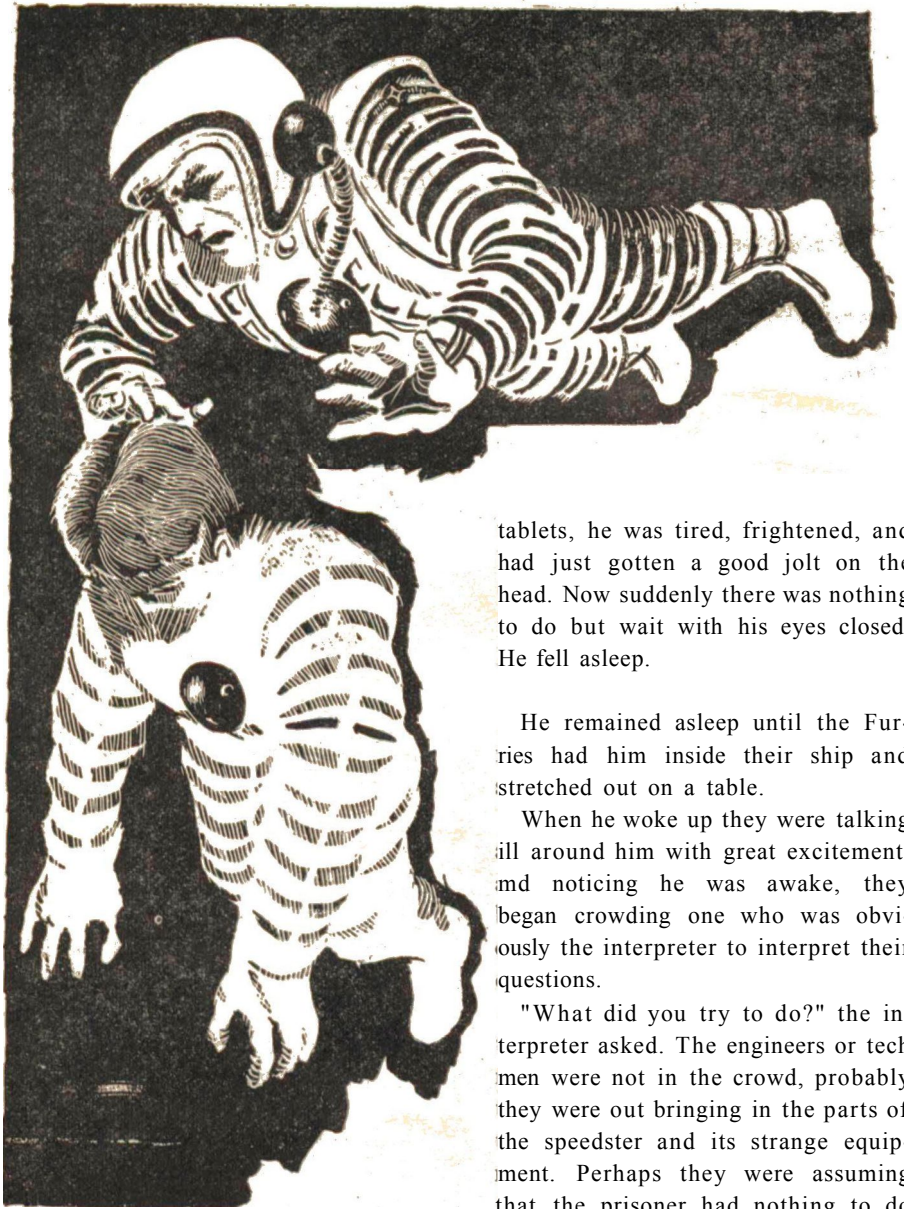 tablets, he was tired, frightened, and
had just gotten a good jolt on the
head. Now suddenly there was nothing
to do but wait with his eyes closed
He fell asleep.
He remained asleep until the Fur-
ries had him inside their ship and
stretched out on a table.
When he woke up they were talking
ill around him with great excitement
md noticing he was awake, they
began crowding one who was obvi-
ously the interpreter to interpret their
questions.
"What did you try to do?" the in
terpreter asked. The engineers or tech
men were not in the crowd, probably
they were out bringing in the parts of
the speedster and its strange equip
ment. Perhaps they were assuming
that the prisoner had nothing to do